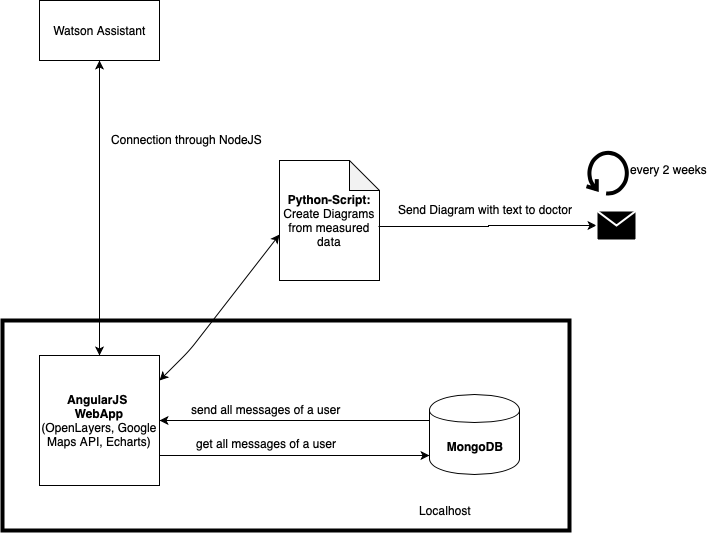 Watson Assistant
Connection through NodeJS
every 2 weeks
Python-Script:
Create Diagrams
from measured
data
Send Diagram with text to doctor
AngularJS
WebApp
(OpenLayers, Google
Maps API, Echarts)
send all messages of a user
get all messages of a user
MongoDB
Localhost